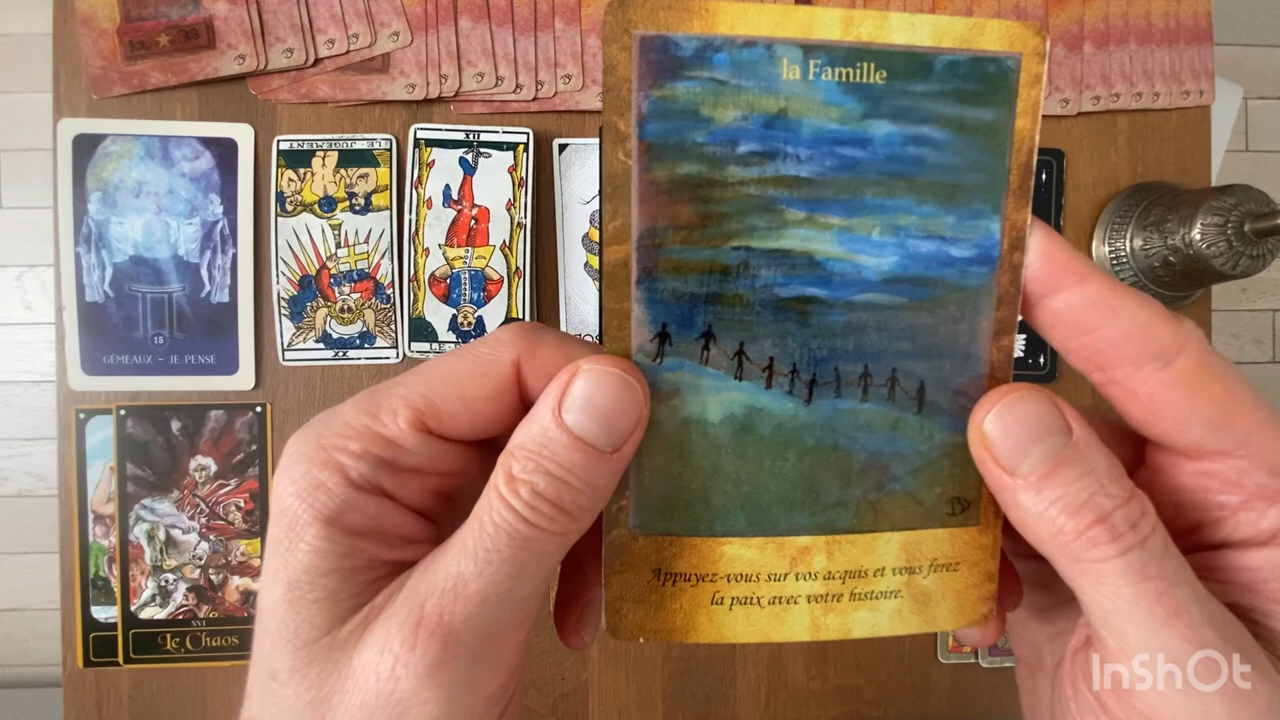 la Famille
Appuyez-vous sur vos acquis et vous ferez
la paix avec votre histoire.
15
GÉMEAUX - JE PENSE
LE·JUGEMENT
XX
XII
XVI
Le Chaos
InShOt